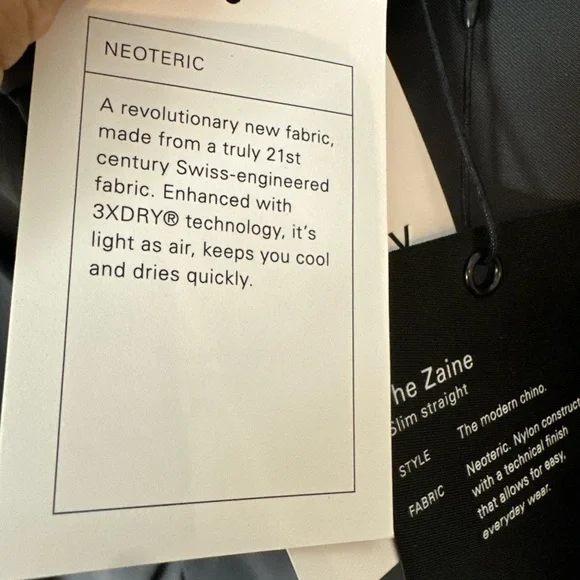 NEOTERIC
A revolutionary new fabric,
made from a truly 21st
century Swiss-engineered
fabric. Enhanced with
3XDRY® technology, it's
light as air, keeps you cool
and dries quickly.
Y
he Zaine
Slim straight
STYLE The modern chino.
FABRIC Neoteric. Nylon construct
with a technical finish
that allows for easy,
everyday wear.